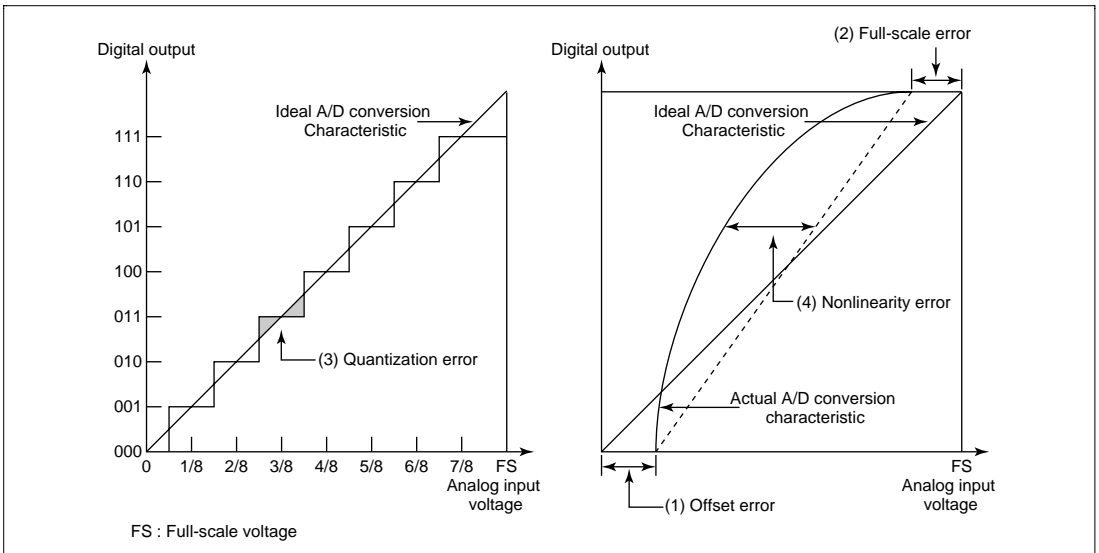 Digital output
Ideal A/D conversion
Characteristic
111
110
101
100
011
010
001
000
(3) Quantization error
0
1/8
2/8
3/8
4/8
5/8
6/8
7/8
FS
Analog input
voltage
FS : Full-scale voltage
(2) Full-scale error
Digital output
Ideal A/D conversion
Characteristic
(4) Nonlinearity error
Actual A/D conversion
characteristic
FS
Analog input
voltage
(1) Offset error